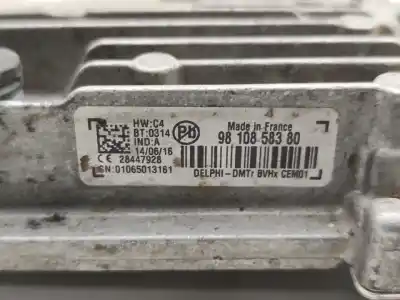 HW:C4
BT:0314
IND:A
14/06/16
28447928
SN:01065013161
Pb
Made in France
98 108 583 80
DELPHI-DMTr BVHx CEMI01